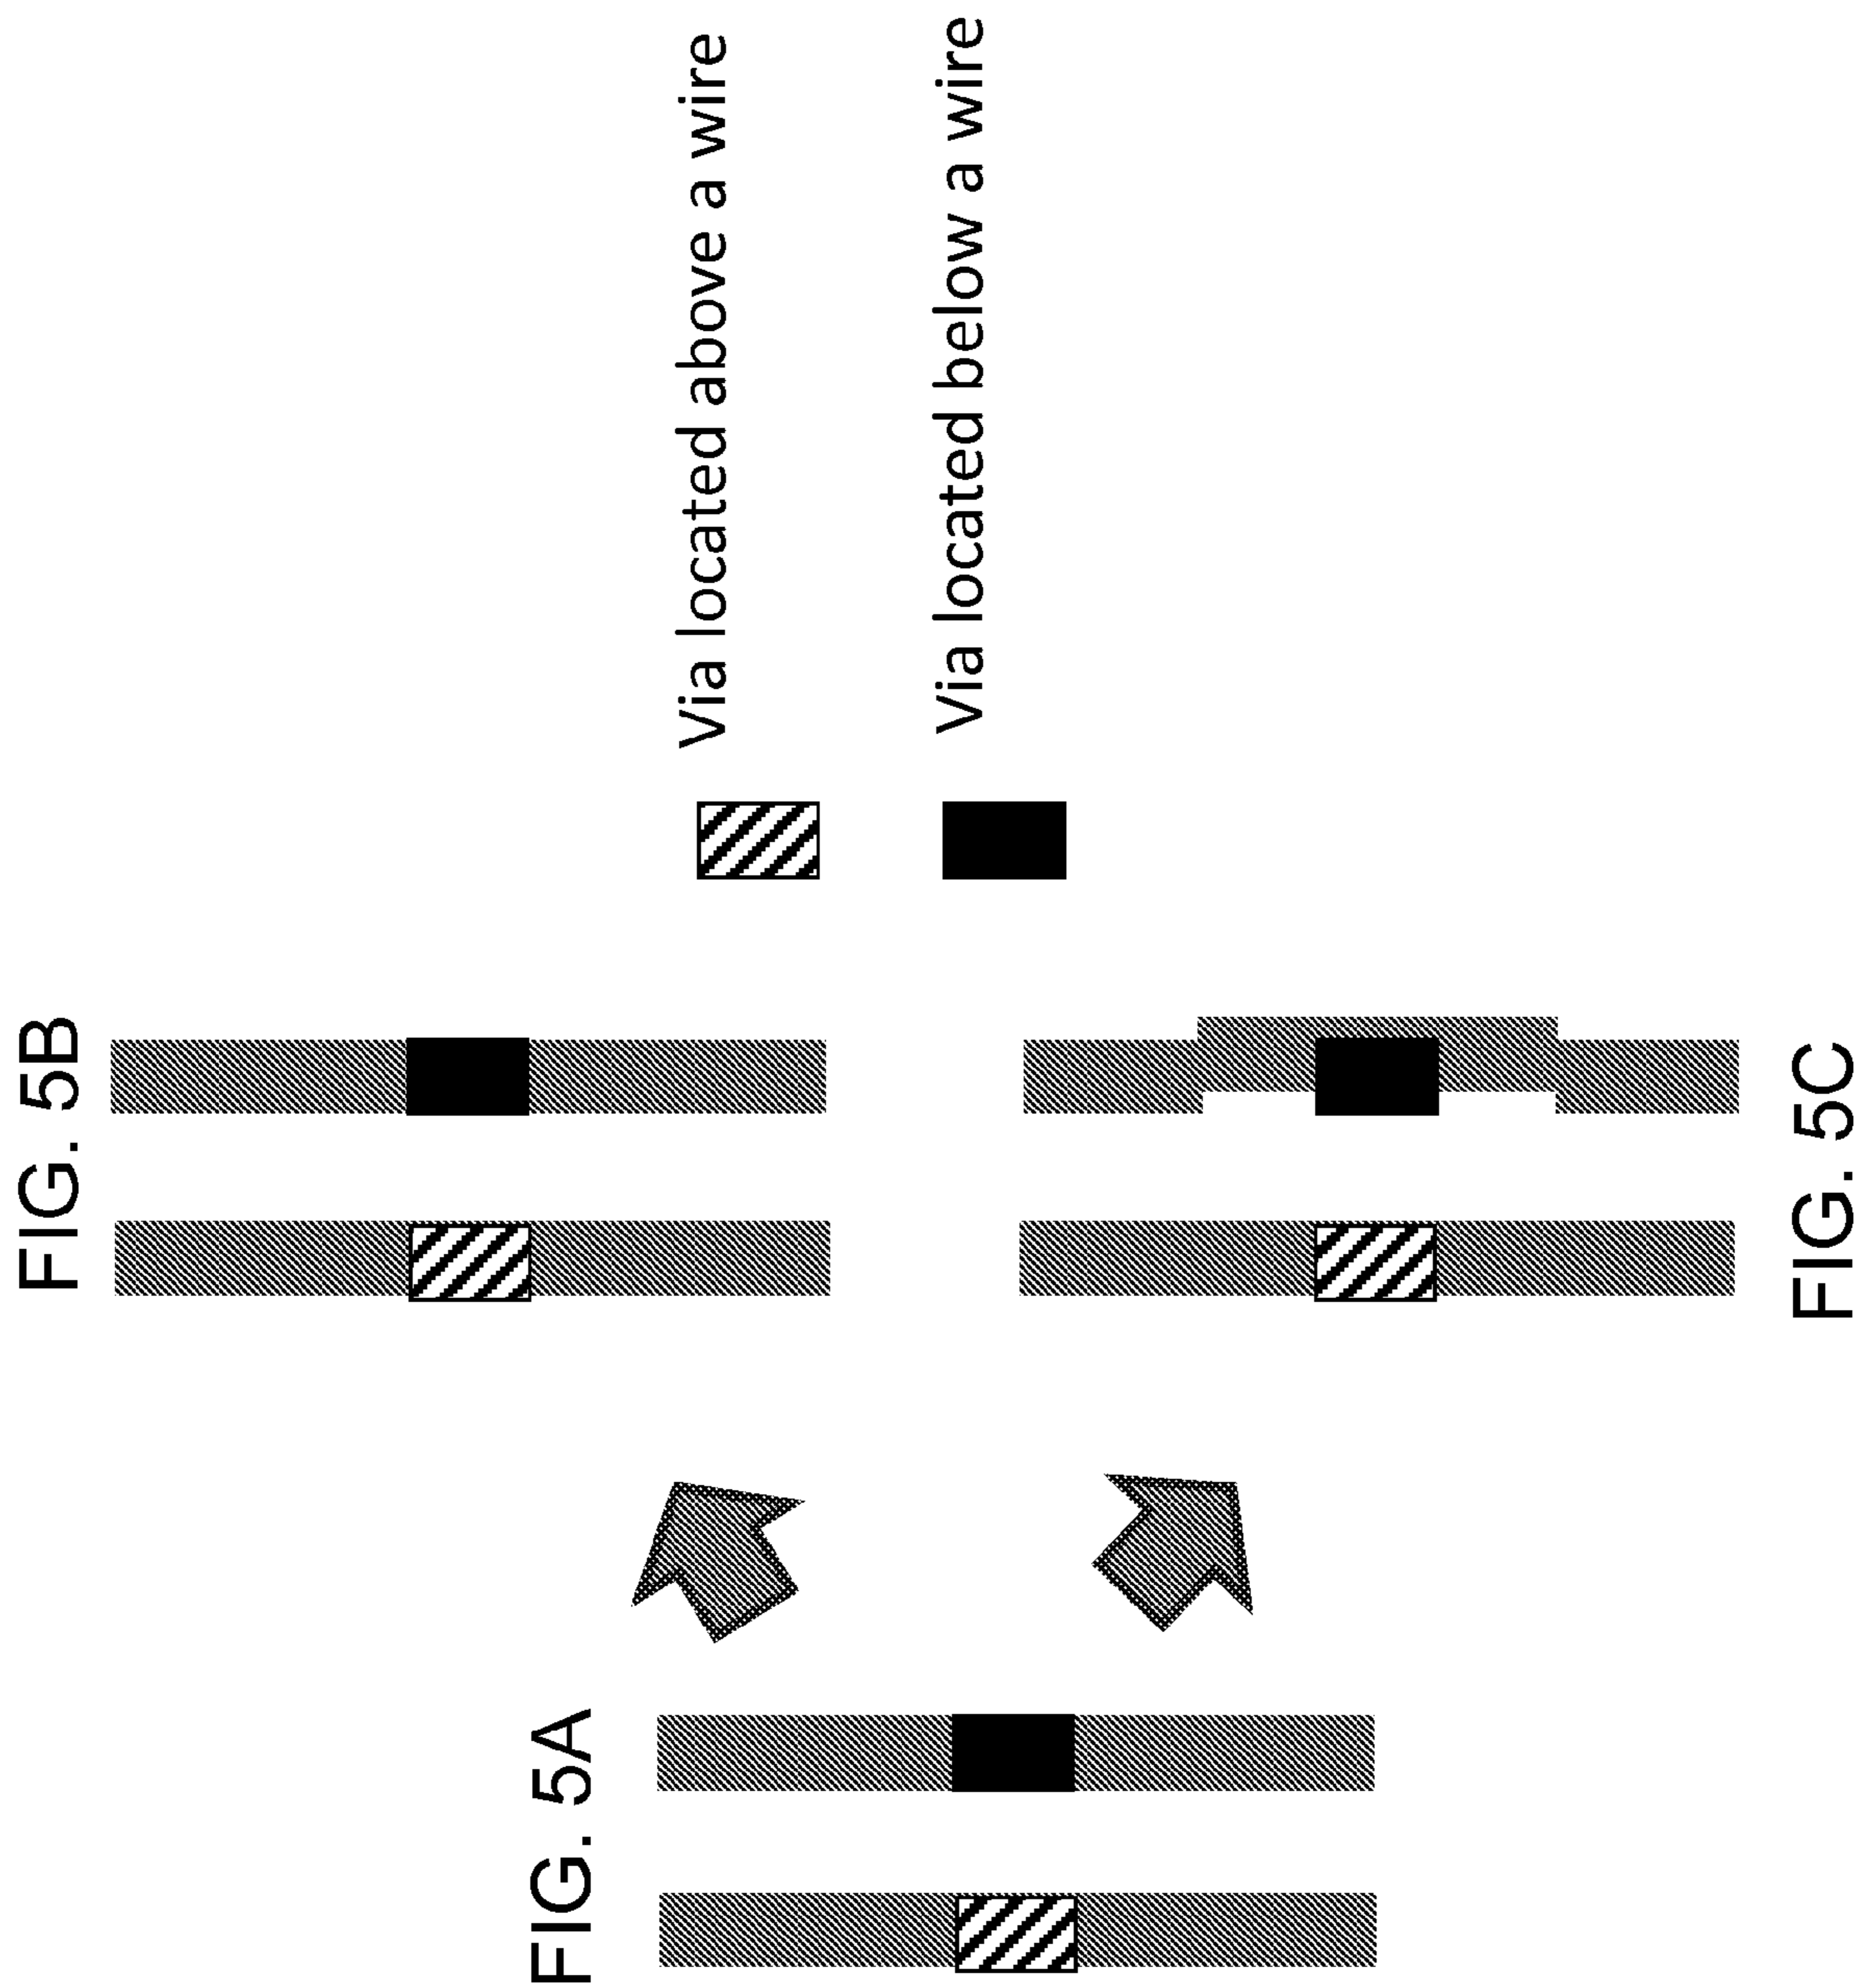 FIG. 5A
FIG. 5B
FIG. 5C
Via located above a wire
Via located below a wire